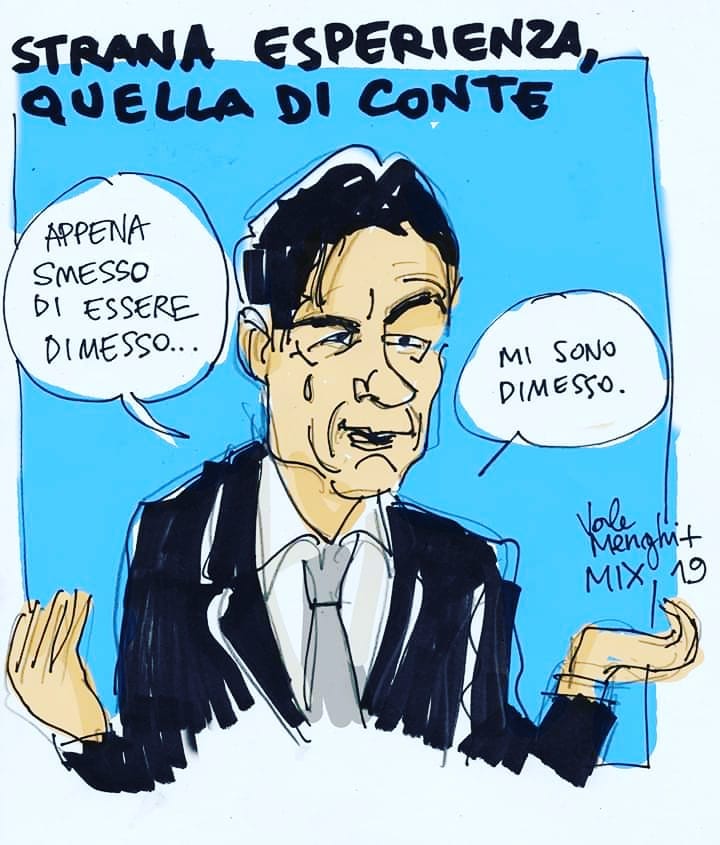 STRANA ESPERIENZA,
QUELLA DI CONTE
APPENA
SMESSO
DI ESSERE
DIMESSO...
MI SONO
DIMESSO.
Vale
Menghi +
MIX, 19